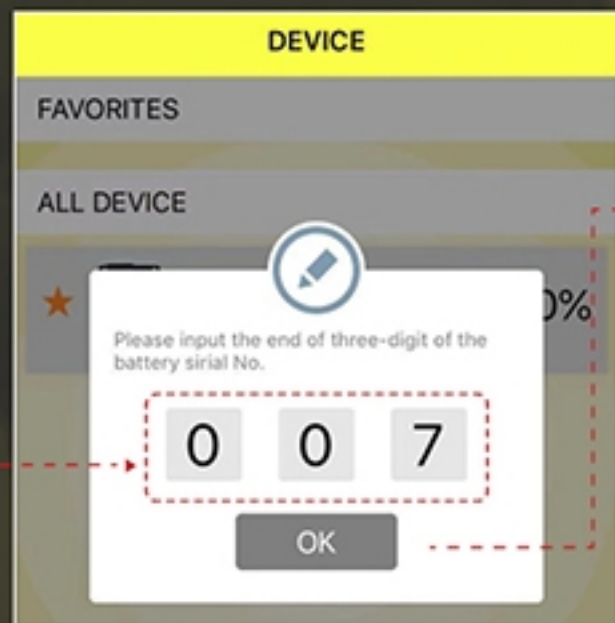 DEVICE
FAVORITES
ALL DEVICE
0%
Please input the end of three-digit of the
battery sirial No.
0 0 7
OK